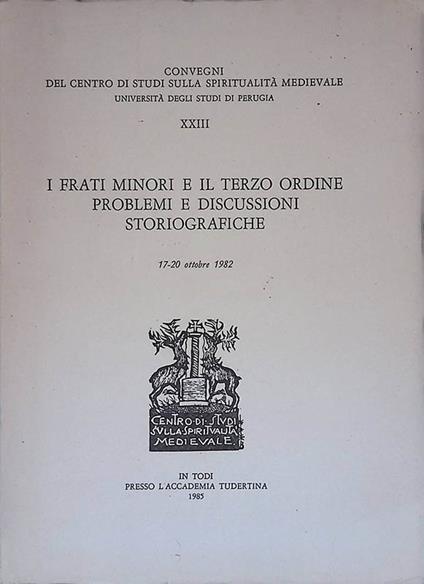 CONVEGNI
DEL CENTRO DI STUDI SULLA SPIRITUALITÀ MEDIEVALE
UNIVERSITÀ DEGLI STUDI DI PERUGIA
XXIII
I FRATI MINORI E IL TERZO ORDINE
PROBLEMI E DISCUSSIONI
STORIOGRAFICHE
17-20 ottobre 1982
CENTRO·DI·STVDI
SVLLA·SPIRITVALITÀ
MEDIEVALE
IN TODI
PRESSO L'ACCADEMIA TUDERTINA
1985